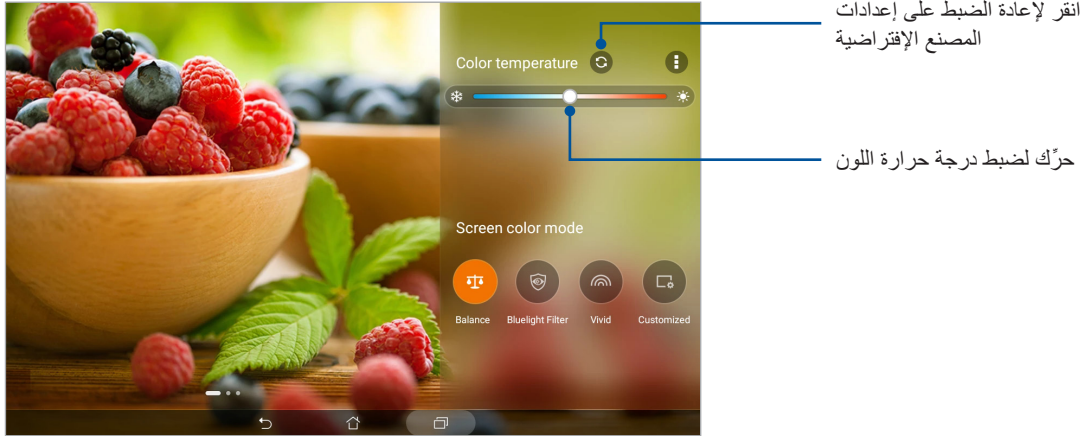 انقر لإعادة الضبط على إعدادات
المصنع الإفتراضية
Color temperature
حرِّك لضبط درجة حرارة اللون
Screen color mode
Balance Bluelight Filter Vivid Customized